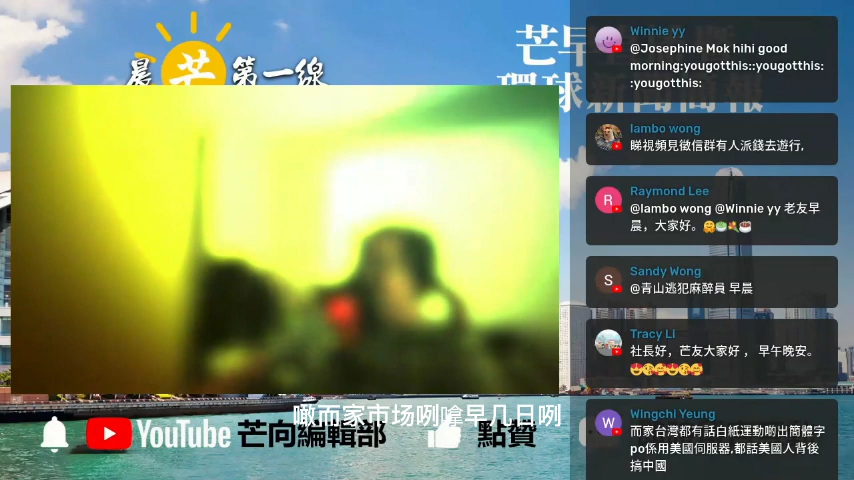 晨芒第一線
芒早
環球新聞簡報
Winnie yy
@Josephine Mok hihi good
morning:yougotthis::yougotthis:
:yougotthis:
lambo wong
睇視頻見徵信群有人派錢去遊行,
Raymond Lee
@lambo wong @Winnie yy 老友早
晨，大家好。
Sandy Wong
@青山逃犯麻醉員 早晨
Tracy Li
社長好，芒友大家好， 早午晚安。
Wingchi Yeung
而家台灣都有話白紙運動啲出簡體字
po係用美國伺服器,都話美國人背後
搞中國
噉而家市场咧嗱早几日咧
YouTube 芒向編輯部 點贊